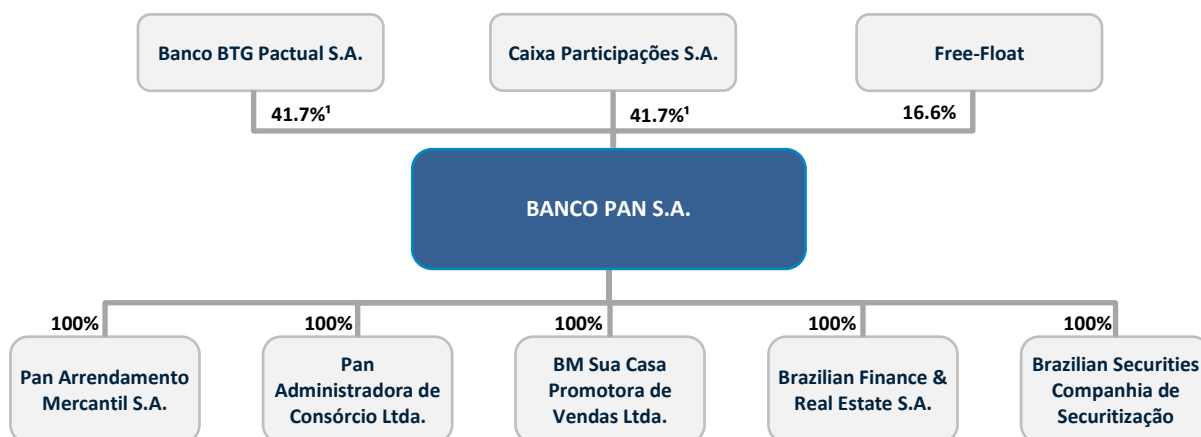 Banco BTG Pactual S.A.
Caixa Participações S.A.
Free-Float
41.7%¹
41.7%¹
16.6%
BANCO PAN S.A.
100%
100%
100%
100%
100%
Pan Arrendamento
Mercantil S.A.
Pan
Administradora de
Consórcio Ltda.
BM Sua Casa
Promotora de
Vendas Ltda.
Brazilian Finance &
Real Estate S.A.
Brazilian Securities
Companhia de
Securitização